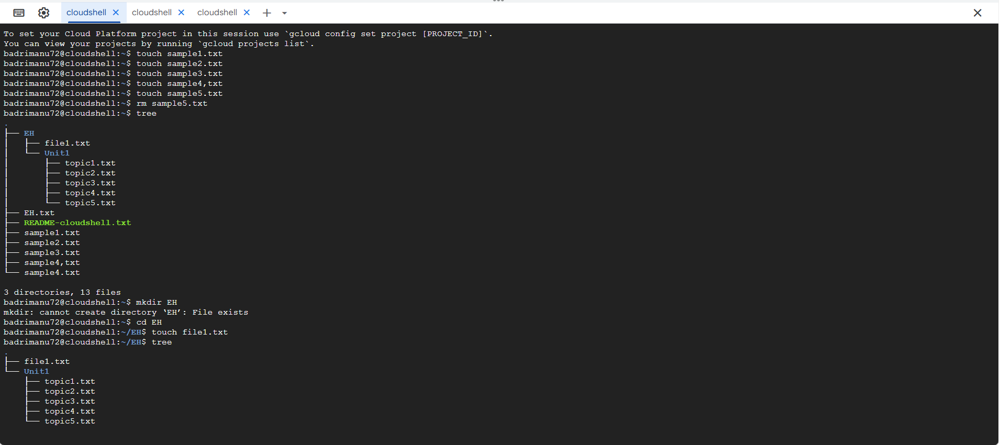 cloudshell × cloudshell × cloudshell ×
To set your Cloud Platform project in this session use `gcloud config set project [PROJECT_ID]`.
You can view your projects by running `gcloud projects list`.
badrimanu72@cloudshell:~$ touch sample1.txt
badrimanu72@cloudshell:~$ touch sample2.txt
badrimanu72@cloudshell:~$ touch sample3.txt
badrimanu72@cloudshell:~$ touch sample4,txt
badrimanu72@cloudshell:~$ touch sample5.txt
badrimanu72@cloudshell:~$ rm sample5.txt
badrimanu72@cloudshell:~$ tree
.
├── EH
│   ├── file1.txt
│   └── Unit1
│       ├── topic1.txt
│       ├── topic2.txt
│       ├── topic3.txt
│       ├── topic4.txt
│       └── topic5.txt
├── EH.txt
├── README-cloudshell.txt
├── sample1.txt
├── sample2.txt
├── sample3.txt
├── sample4,txt
└── sample4.txt
3 directories, 13 files
badrimanu72@cloudshell:~$ mkdir EH
mkdir: cannot create directory ‘EH’: File exists
badrimanu72@cloudshell:~$ cd EH
badrimanu72@cloudshell:~/EH$ touch file1.txt
badrimanu72@cloudshell:~/EH$ tree
.
├── file1.txt
└── Unit1
    ├── topic1.txt
    ├── topic2.txt
    ├── topic3.txt
    ├── topic4.txt
    └── topic5.txt